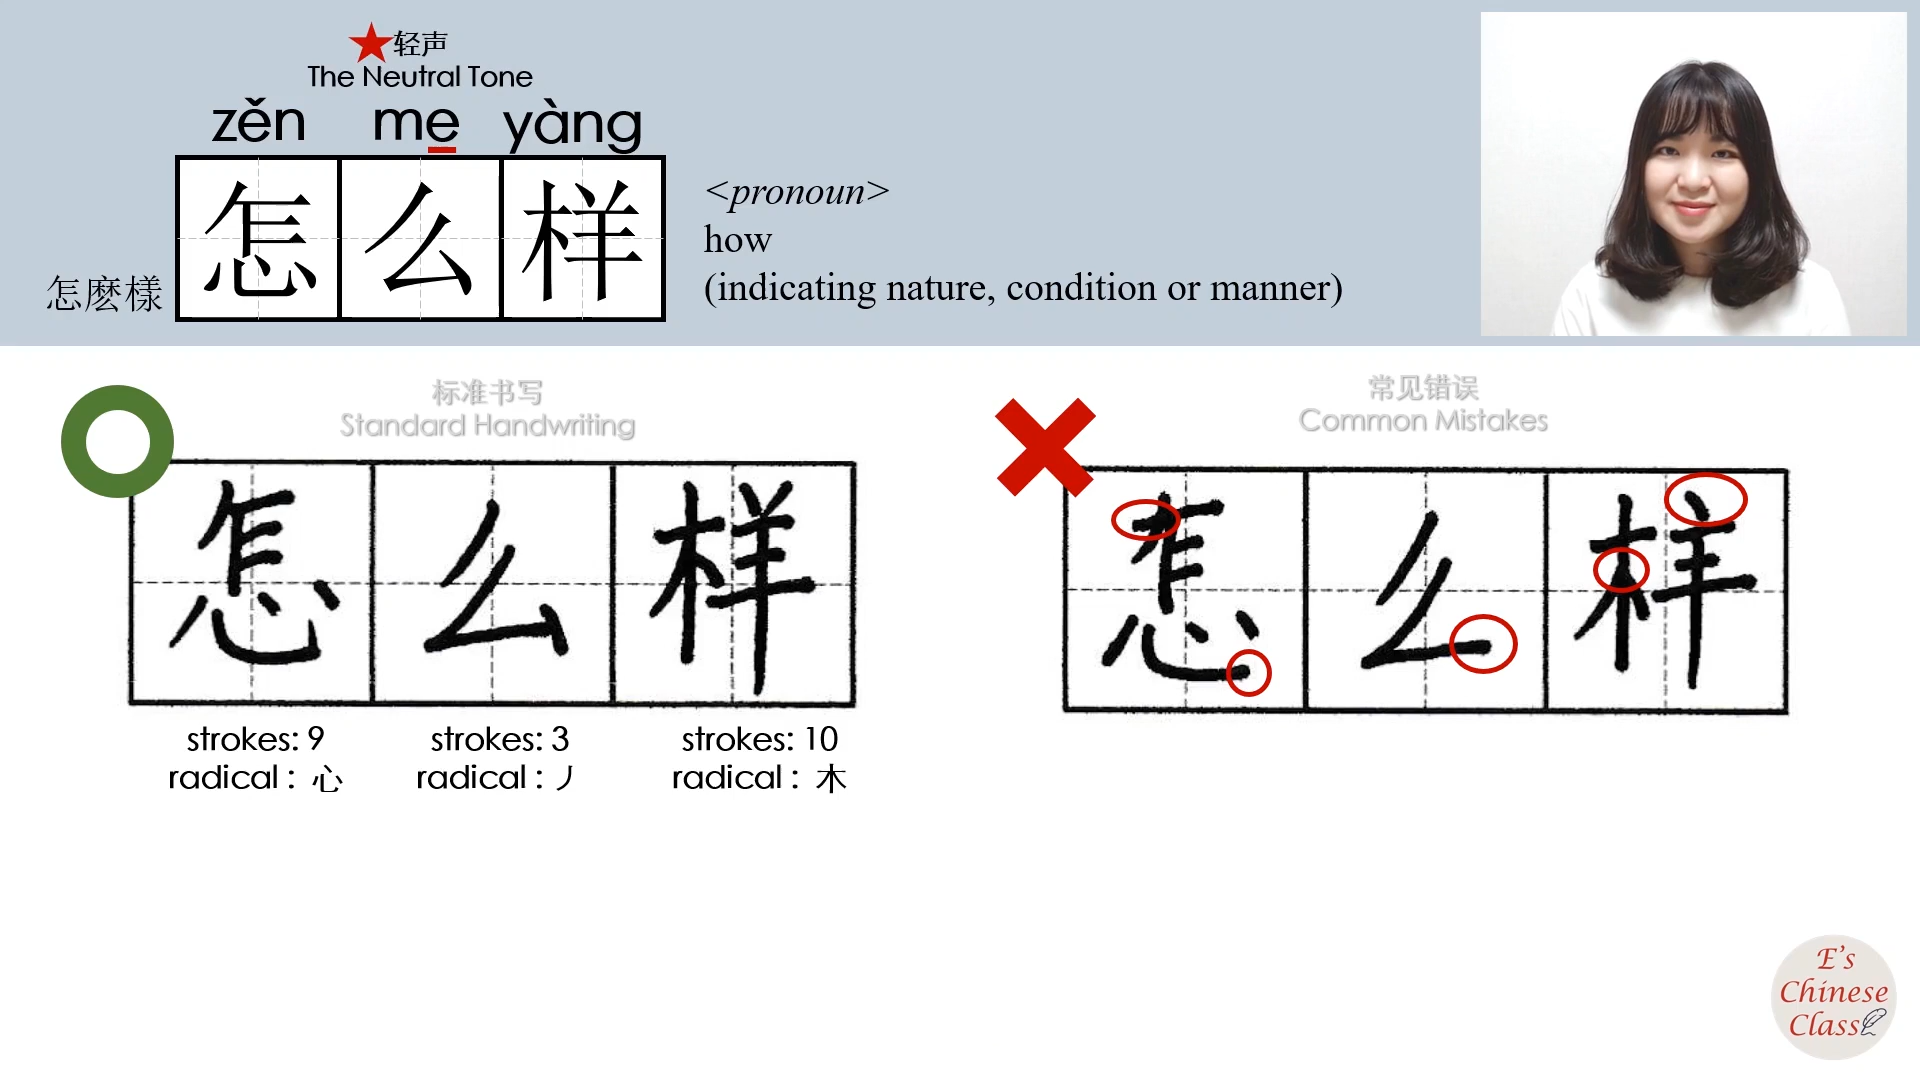 轻声
The Neutral Tone
zěn me yàng
怎么样
怎麽樣
<pronoun>
how
(indicating nature, condition or manner)
标准书写
Standard Handwriting
怎么样
strokes: 9
radical : 心
strokes: 3
radical : 丿
strokes: 10
radical : 木
常见错误
Common Mistakes
怎么样
E's
Chinese
Class